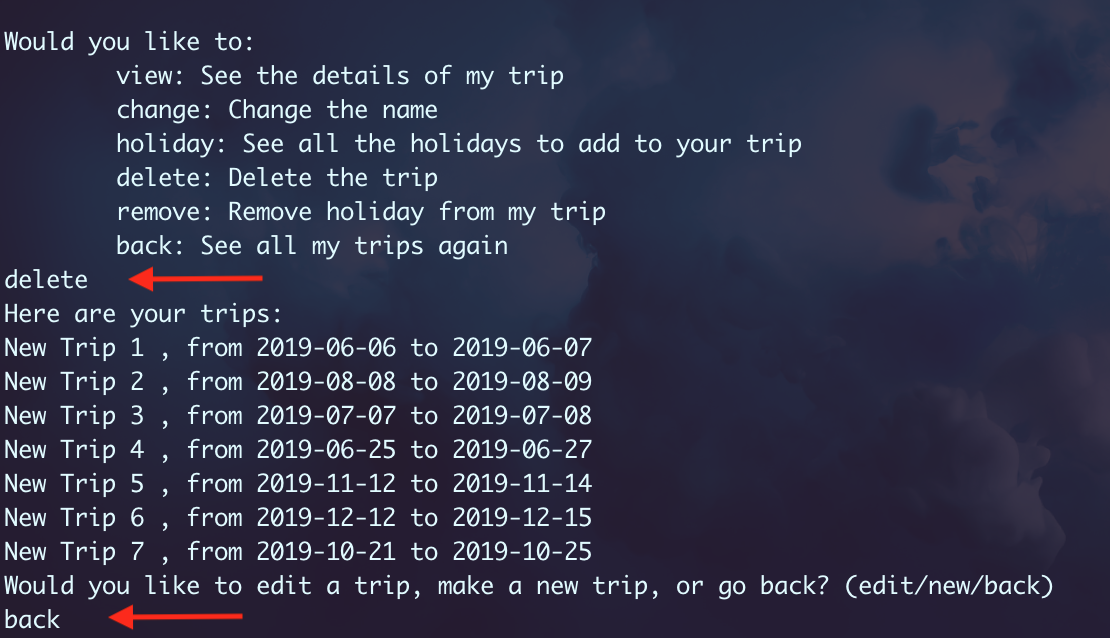 Would you like to:
view: See the details of my trip
change: Change the name
holiday: See all the holidays to add to your trip
delete: Delete the trip
remove: Remove holiday from my trip
back: See all my trips again
delete
Here are your trips:
New Trip 1 , from 2019-06-06 to 2019-06-07
New Trip 2 , from 2019-08-08 to 2019-08-09
New Trip 3 , from 2019-07-07 to 2019-07-08
New Trip 4 , from 2019-06-25 to 2019-06-27
New Trip 5 , from 2019-11-12 to 2019-11-14
New Trip 6 , from 2019-12-12 to 2019-12-15
New Trip 7 , from 2019-10-21 to 2019-10-25
Would you like to edit a trip, make a new trip, or go back? (edit/new/back)
back